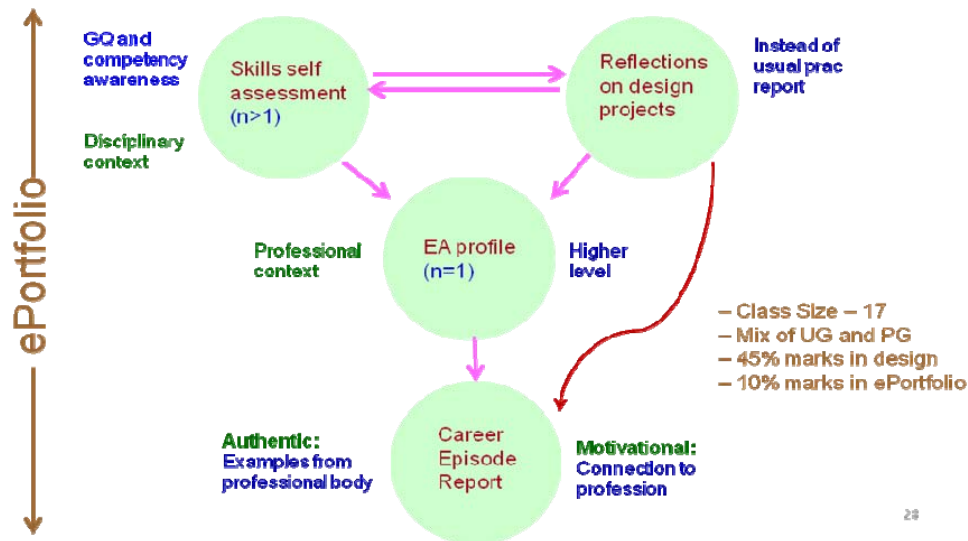 GQ and
competency
awareness
Disciplinary
context
Skills self
assessment
(n>1)
Reflections
on design
projects
Instead of
usual prac
report
ePortfolio
Professional
context
EA profile
(n=1)
Higher
level
– Class Size – 17
– Mix of UG and PG
– 45% marks in design
– 10% marks in ePortfolio
Authentic:
Examples from
professional body
Career
Episode
Report
Motivational:
Connection to
profession
28